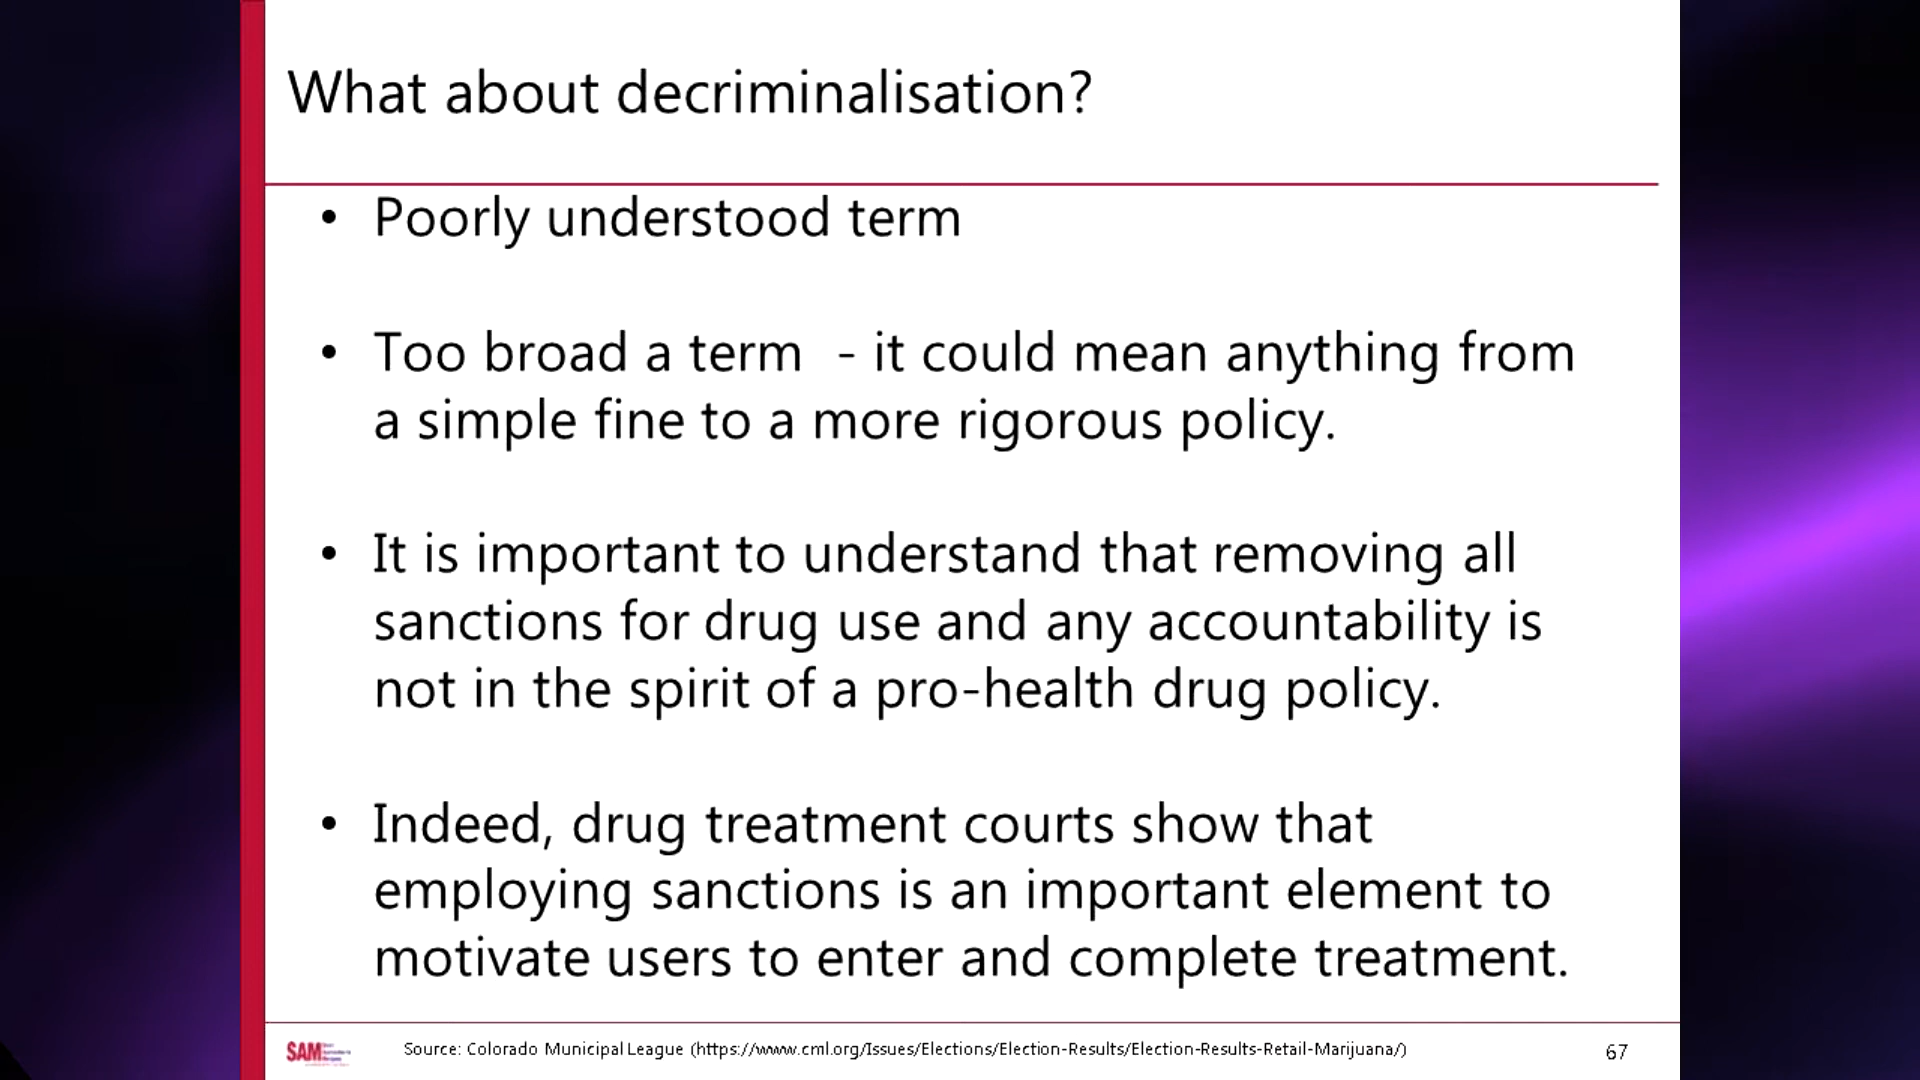 What about decriminalisation?
• Poorly understood term
• Too broad a term - it could mean anything from
a simple fine to a more rigorous policy.
• It is important to understand that removing all
sanctions for drug use and any accountability is
not in the spirit of a pro-health drug policy.
• Indeed, drug treatment courts show that
employing sanctions is an important element to
motivate users to enter and complete treatment.
SAM
Source: Colorado Municipal League (https://www.cml.org/Issues/Elections/Election-Results/Election-Results-Retail-Marijuana/)
67